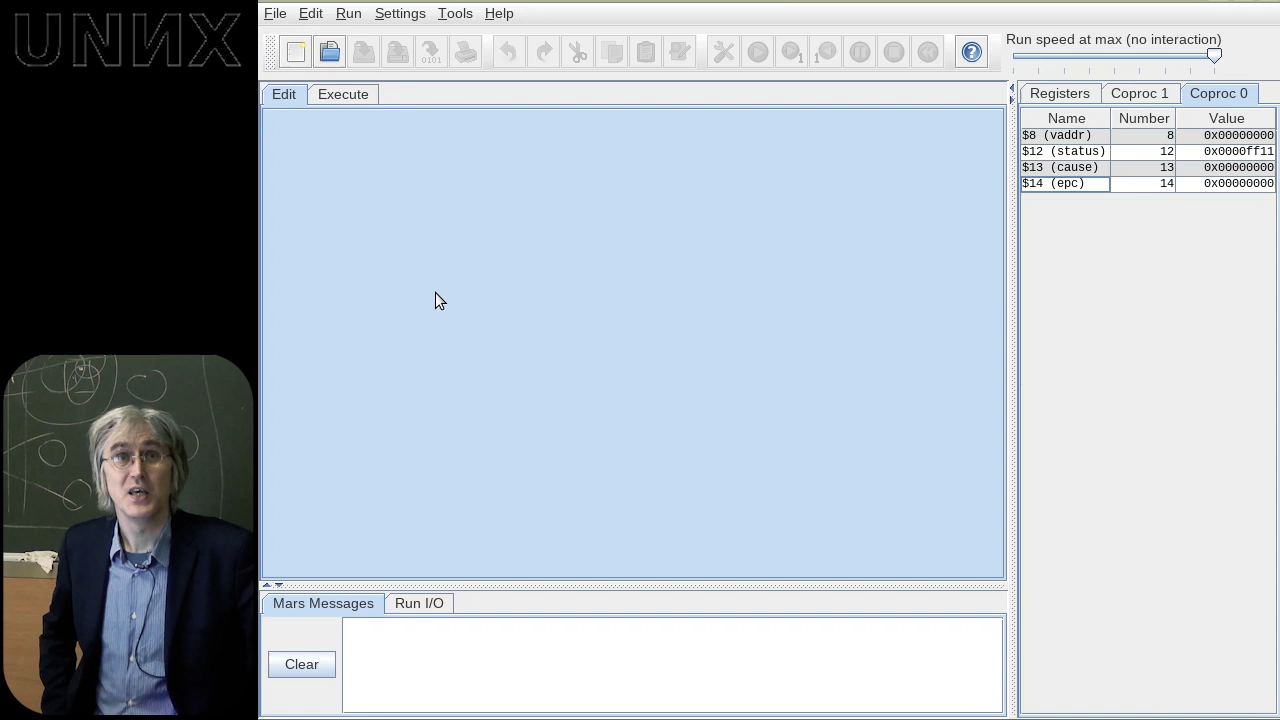 UNИX
File Edit Run Settings Tools Help
Run speed at max (no interaction)
Edit Execute
Registers Coproc 1 Coproc 0
Name Number Value
$8 (vaddr) 8 0x00000000
$12 (status) 12 0x0000ff11
$13 (cause) 13 0x00000000
$14 (epc) 14 0x00000000
Mars Messages Run I/O
Clear